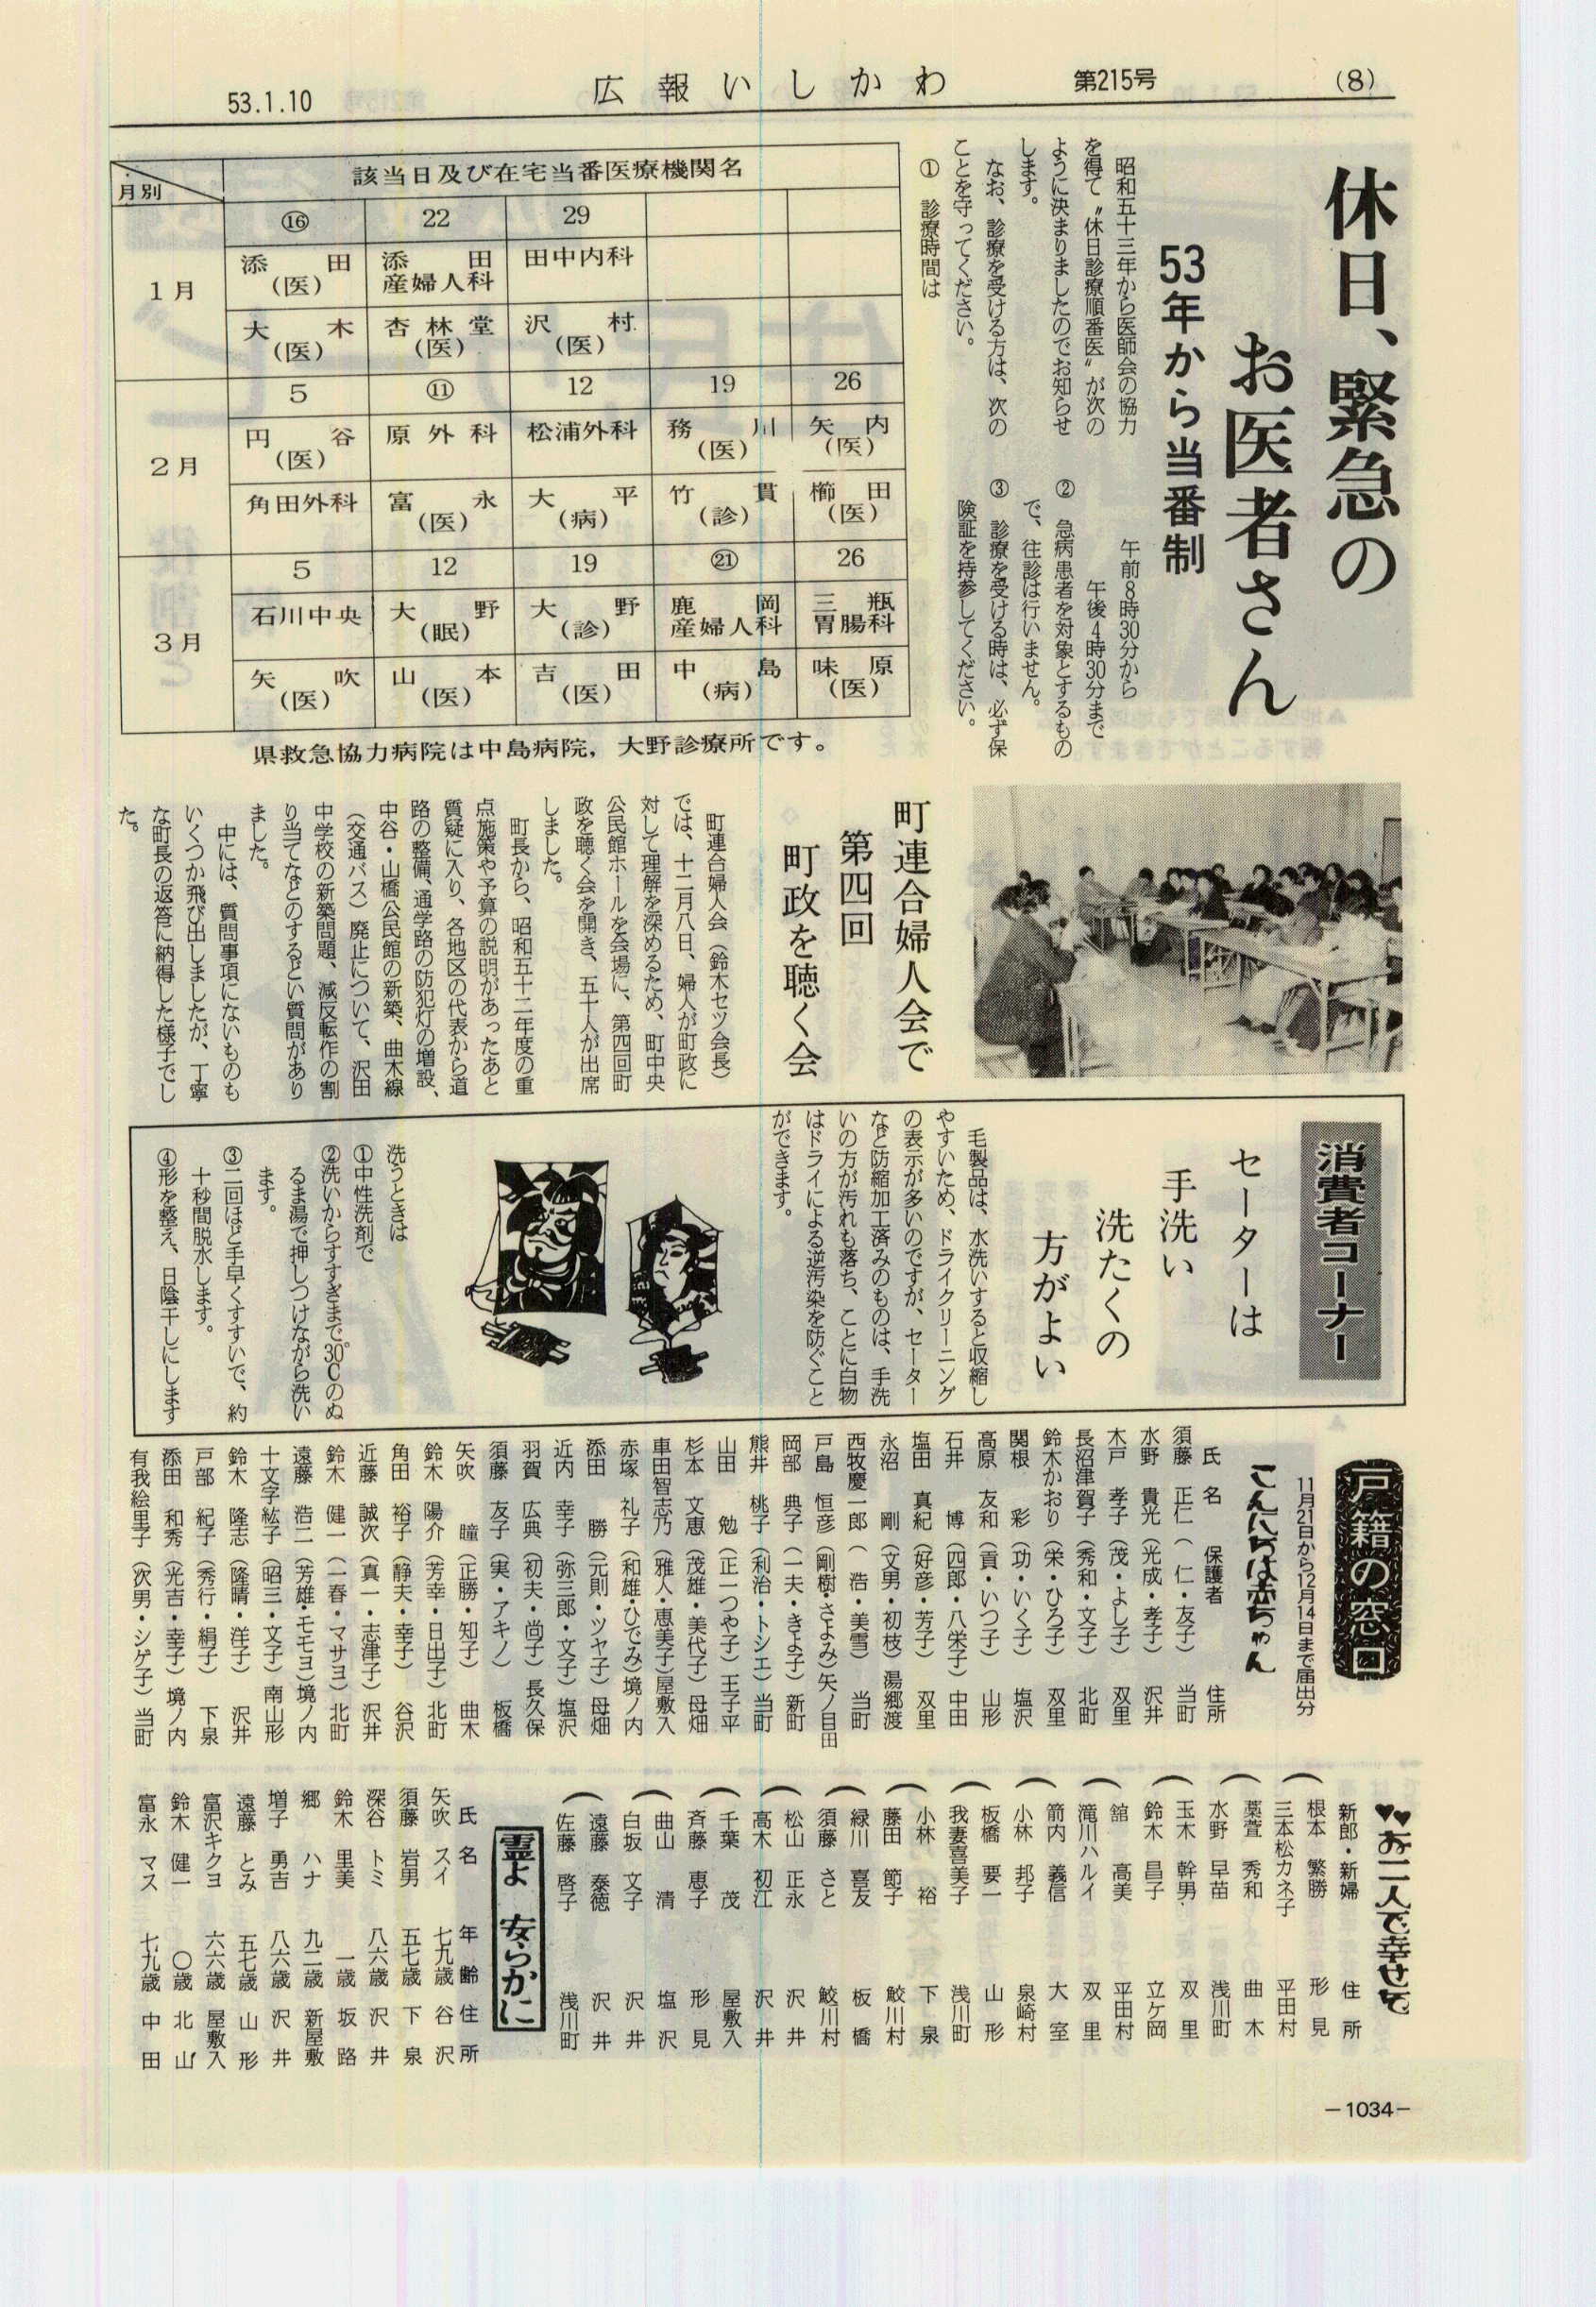 53.1.10
広報いしかわ
第215号
(8)
休日、緊急の
お医者さん
53年から当番制
昭和五十三年から医師会の協力
を得て〝休日診療順番医〟が次の
ように決まりましたのでお知らせ
します。
なお、診療を受ける方は、次の
ことを守ってください。
① 診療時間は
午前8時30分から
午後4時30分まで
② 急病患者を対象とするもの
で、往診は行いません。
③ 診療を受ける時は、必ず保
険証を持参してください。
月別 該当日及び在宅当番医療機関名
1月 ⑯ 22 29
添田(医) 添田産婦人科 田中内科
大木(医) 杏林堂(医) 沢村(医)
2月 5 ⑪ 12 19 26
円谷(医) 原外科 松浦外科 務川(医) 矢内(医)
角田外科 富永(医) 大平(病) 竹貫(診) 櫛田(医)
3月 5 12 19 ㉑ 26
石川中央 大野(眠) 大野(診) 鹿岡産婦人科 三瓶胃腸科
矢吹(医) 山本(医) 吉田(医) 中島(病) 味原(医)
県救急協力病院は中島病院,大野診療所です。
町連合婦人会で
第四回
町政を聴く会
町連合婦人会(鈴木セツ会長)
では、十二月八日、婦人が町政に
対して理解を深めるため、町中央
公民館ホールを会場に、第四回町
政を聴く会を開き、五十人が出席
しました。
町長から、昭和五十二年度の重
点施策や予算の説明があったあと
質疑に入り、各地区の代表から道
路の整備、通学路の防犯灯の増設、
中谷・山橋公民館の新築、曲木線
(交通バス)廃止について、沢田
中学校の新築問題、減反転作の割
り当てなどのするどい質問があり
ました。
中には、質問事項にないものも
いくつか飛び出しましたが、丁寧
な町長の返答に納得した様子でし
た。
消費者コーナー
セーターは
手洗い
洗たくの
方がよい
毛製品は、水洗いすると収縮し
やすいため、ドライクリーニング
の表示が多いのですが、セーター
など防縮加工済みのものは、手洗
いの方が汚れも落ち、ことに白物
はドライによる逆汚染を防ぐこと
ができます。
洗うときは
①中性洗剤で
②洗いからすすぎまで30℃のぬ
るま湯で押しつけながら洗い
ます。
③二回ほど手早くすすいで、約
十秒間脱水します。
④形を整え、日陰干しにします
戸籍の窓口
11月21日から12月14日まで届出分
こんにちは赤ちゃん
氏名 保護者 住所
須藤 正仁(仁・友子)当町
水野 貴光(光成・孝子)沢井
木戸 孝子(茂・よし子)双里
長沼津賀子(秀和・文子)北町
鈴木かおり(栄・ひろ子)双里
関根 彩(功・いく子)塩沢
高原 友和(貢・いつ子)山形
石井 博(四郎・八栄子)中田
塩田 真紀(好彦・芳子)双里
永沼 剛(文男・初枝)湯郷渡
西牧慶一郎(浩・美雪)当町
戸島 恒彦(剛樹・さよみ)矢ノ目田
岡部 典子(一夫・きよ子)新町
熊井 桃子(利治・トシエ)当町
山田 勉(正一つや子)王子平
杉本 文恵(茂雄・美代子)母畑
車田智志乃(雅人・恵美子)屋敷入
赤塚 礼子(和雄・ひでみ)境ノ内
添田 勝(元則・ツヤ子)母畑
近内 幸子(弥三郎・文子)塩沢
羽賀 広典(初夫・尚子)長久保
須藤 友子(実・アキノ)板橋
矢吹 瞳(正勝・知子)曲木
鈴木 陽介(芳幸・日出子)北町
角田 裕子(静夫・幸子)谷沢
近藤 誠次(真一・志津子)沢井
鈴木 健一(一春・マサヨ)北町
遠藤 浩二(芳雄・モモヨ)境ノ内
十文字紘子(昭三・文子)南山形
鈴木 隆志(隆晴・洋子)沢井
戸部 紀子(秀行・絹子)下泉
添田 和秀(光吉・幸子)境ノ内
有我絵里子(次男・シゲ子)当町
♥♥お二人で幸せを
新郎・新婦 住所
根本 繁勝 形見
三本松カネ子 平田村
藁萱 秀和 曲木
水野 早苗 浅川町
玉木 幹男 双里
鈴木 昌子 立ケ岡
舘 高美 平田村
滝川ハルイ 双里
箭内 義信 大室
小林 邦子 泉崎村
板橋 要一 山形
我妻喜美子 浅川町
小林 裕 下泉
藤田 節子 鮫川村
緑川 喜友 板橋
須藤 さと 鮫川村
松山 正永 沢井
高木 初江 沢井
千葉 茂 屋敷入
斉藤 恵子 形見
曲山 清 塩沢
白坂 文子 沢井
遠藤 泰徳 沢井
佐藤 啓子 浅川町
霊よ 安らかに
氏名 年齢 住所
矢吹 スイ 七九歳 谷沢
須藤 岩男 五七歳 下泉
深谷 トミ 八六歳 沢井
鈴木 里美 一歳 坂路
郷 ハナ 九二歳 新屋敷
増子 勇吉 八六歳 沢井
遠藤 とみ 五七歳 山形
富沢キクヨ 六六歳 屋敷入
鈴木 健一 〇歳 北山
富永 マス 七九歳 中田
－1034－